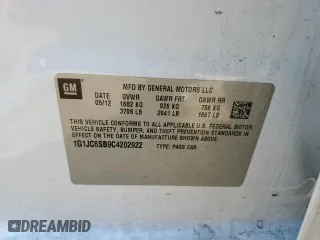 GM
MFD BY GENERAL MOTORS LLC
DATE GVWR GAWR FRT GAWR RR
05/12 1682 KG 926 KG 756 KG
3708 LB 2041 LB 1667 LB
THIS VEHICLE CONFORMS TO ALL APPLICABLE U.S.
FEDERAL MOTOR VEHICLE SAFETY, BUMPER, AND
THEFT PREVENTION STANDARDS IN EFFECT ON
THE DATE OF MANUFACTURE SHOWN ABOVE.
1G1JC6SB9C4202922
TYPE: PASS CAR
DREAMBID